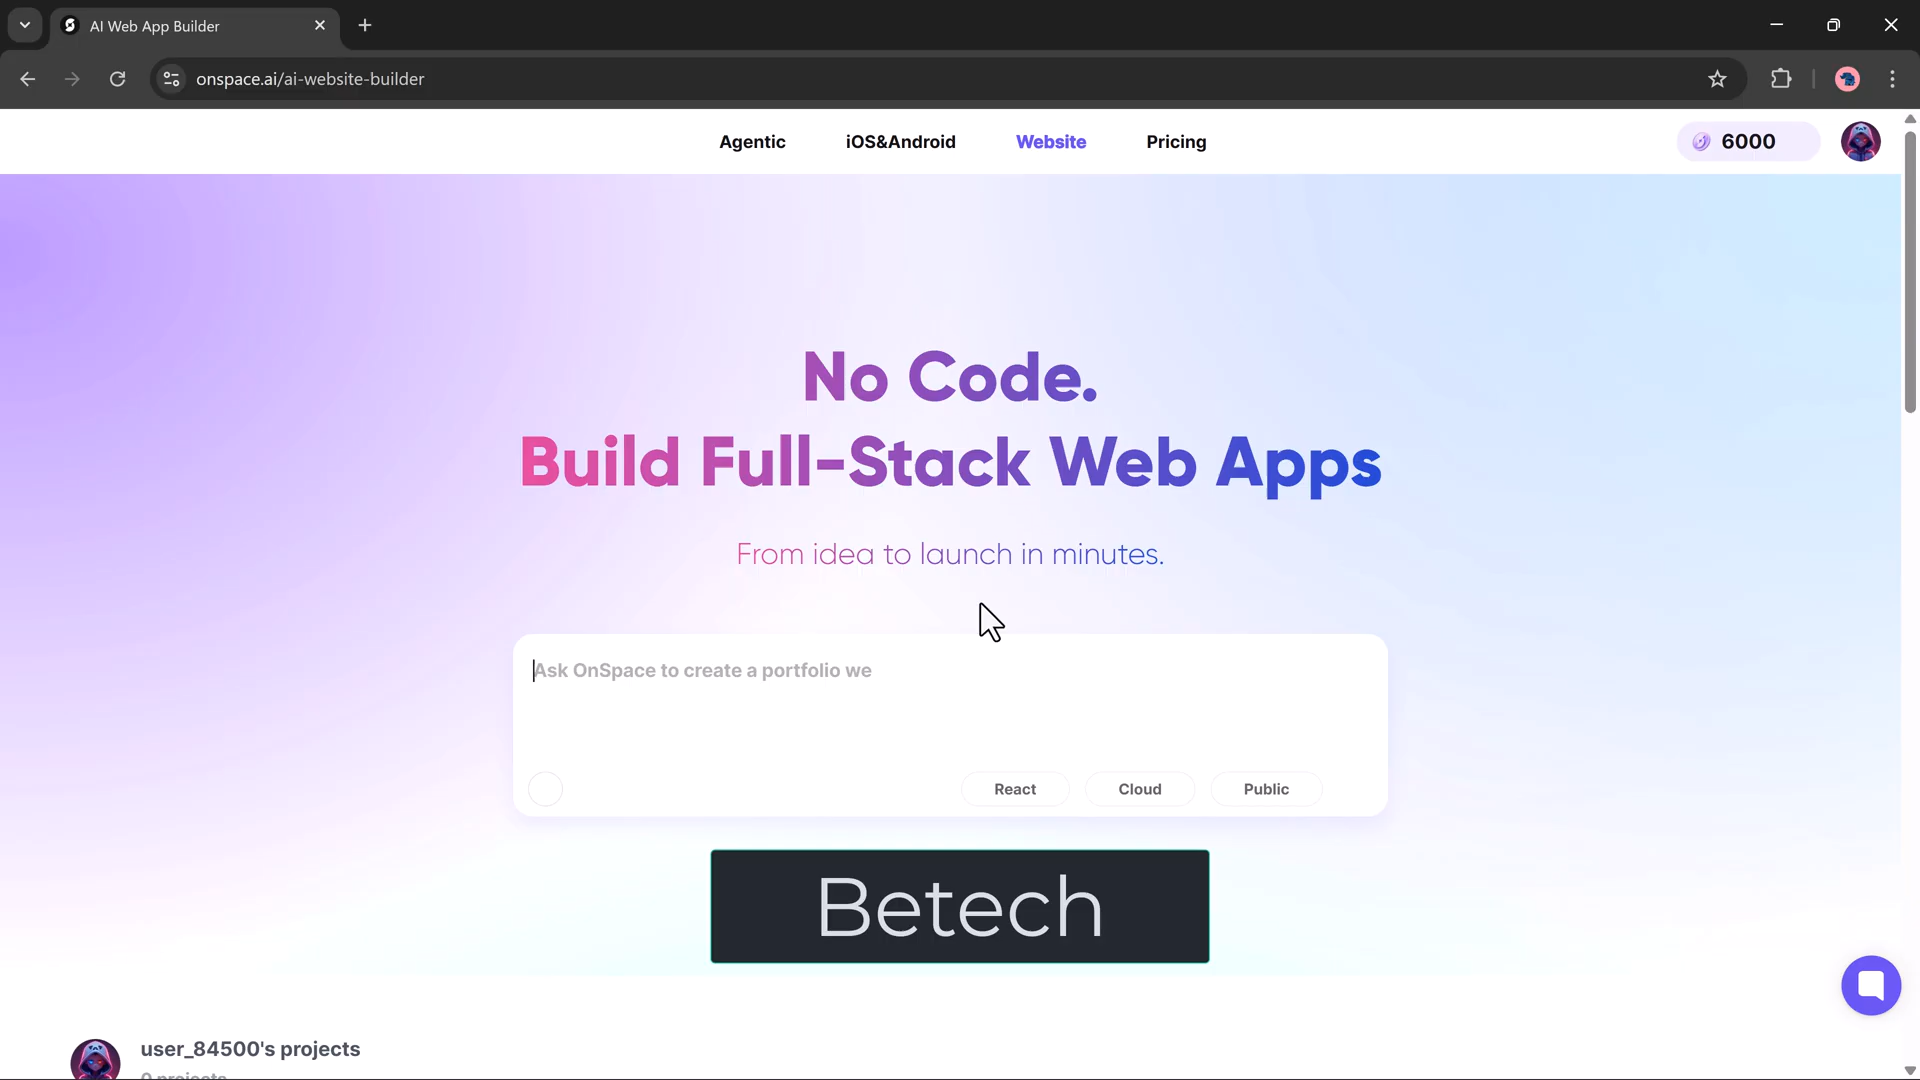 AI Web App Builder
onspace.ai/ai-website-builder
Agentic iOS&Android Website Pricing 6000
No Code.
Build Full-Stack Web Apps
From idea to launch in minutes.
Ask OnSpace to create a portfolio we
React Cloud Public
Betech
user_84500's projects
0 projects